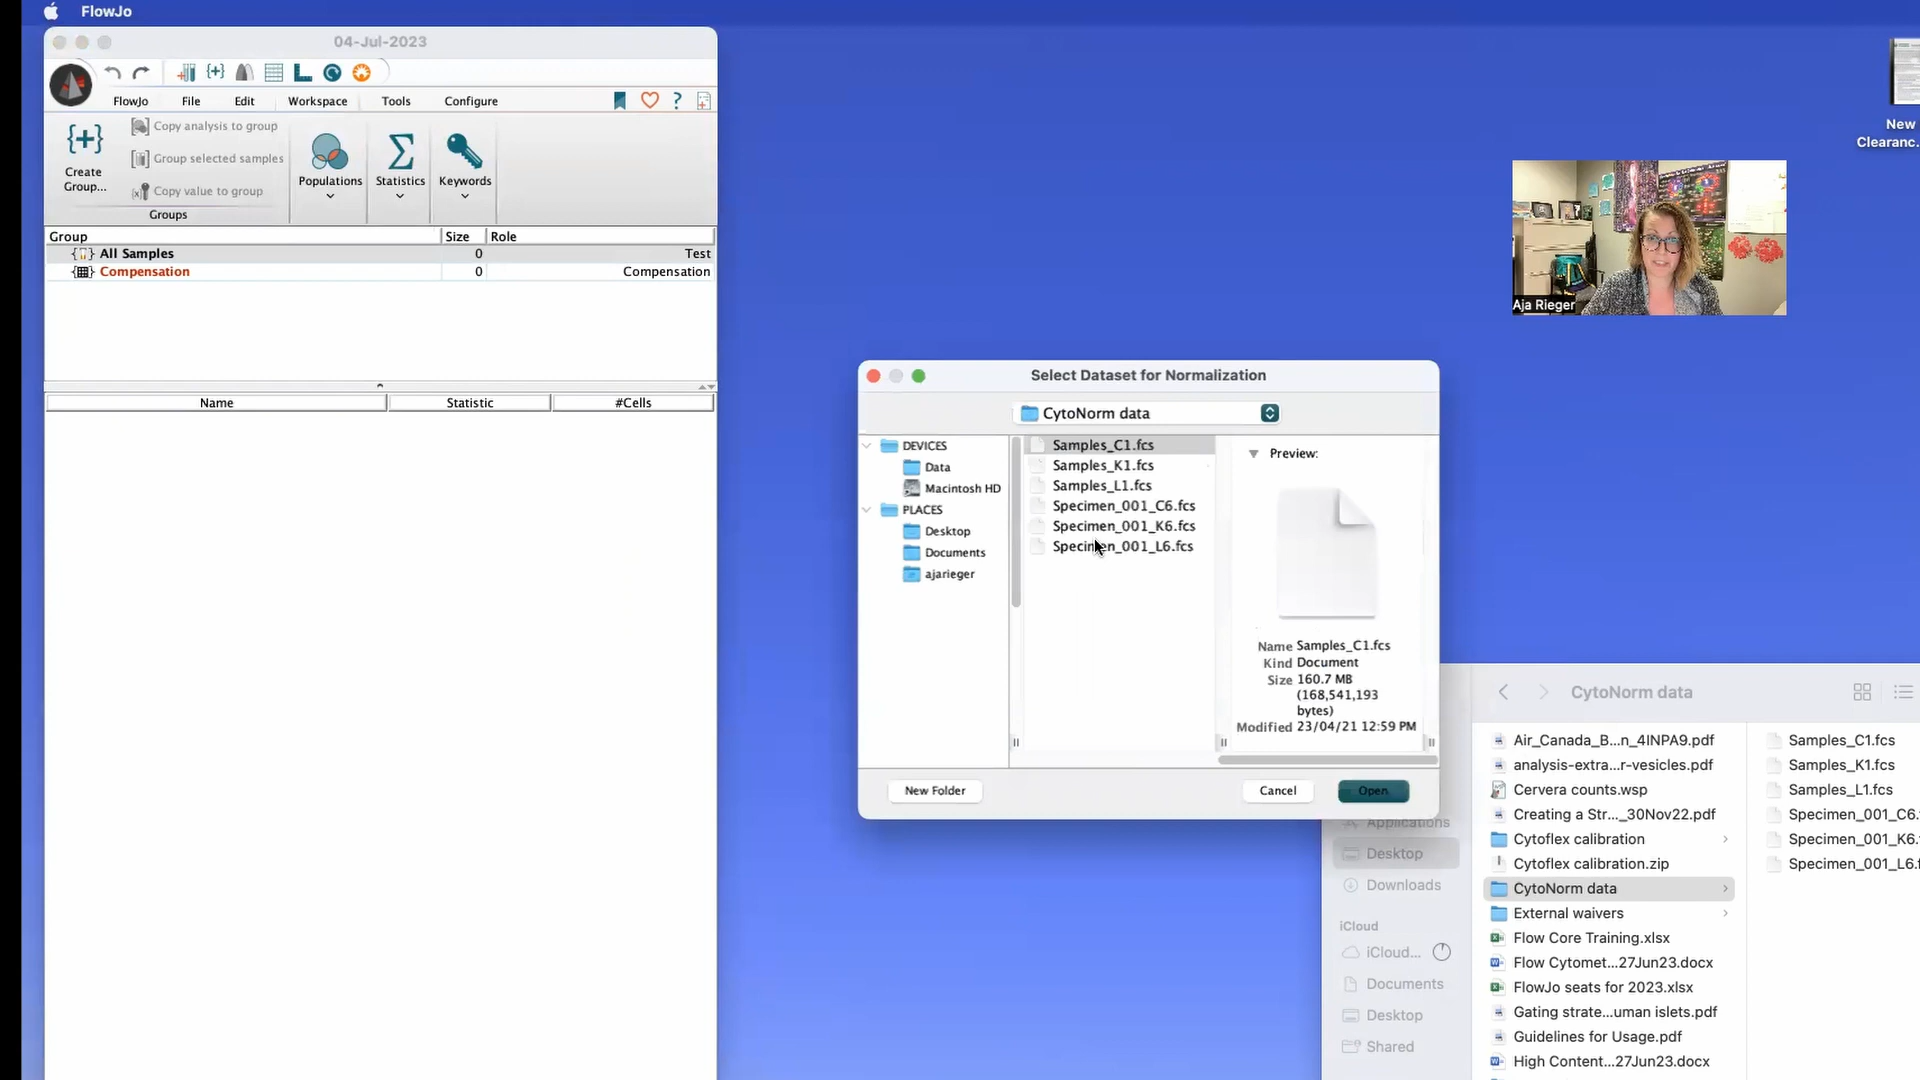 FlowJo
04-Jul-2023
FlowJo File Edit Workspace Tools Configure
Create
Group...
Copy analysis to group
Group selected samples
Copy value to group
Groups
Populations
Statistics
Keywords
Group Size Role
All Samples 0 Test
Compensation 0 Compensation
Name Statistic #Cells
New
Clearanc.
Aja Rieger
Select Dataset for Normalization
CytoNorm data
DEVICES
Data
Macintosh HD
PLACES
Desktop
Documents
ajarieger
Samples_C1.fcs
Samples_K1.fcs
Samples_L1.fcs
Specimen_001_C6.fcs
Specimen_001_K6.fcs
Specimen_001_L6.fcs
Preview:
Name Samples_C1.fcs
Kind Document
Size 160.7 MB
(168,541,193
bytes)
Modified 23/04/21 12:59 PM
New Folder Cancel Open
Applications
Desktop
Downloads
iCloud
iCloud...
Documents
Desktop
Shared
CytoNorm data
Air_Canada_B...n_4INPA9.pdf
analysis-extra...r-vesicles.pdf
Cervera counts.wsp
Creating a Str..._30Nov22.pdf
Cytoflex calibration
Cytoflex calibration.zip
CytoNorm data
External waivers
Flow Core Training.xlsx
Flow Cytomet...27Jun23.docx
FlowJo seats for 2023.xlsx
Gating strate...uman islets.pdf
Guidelines for Usage.pdf
High Content...27Jun23.docx
Samples_C1.fcs
Samples_K1.fcs
Samples_L1.fcs
Specimen_001_C6.
Specimen_001_K6.
Specimen_001_L6.f